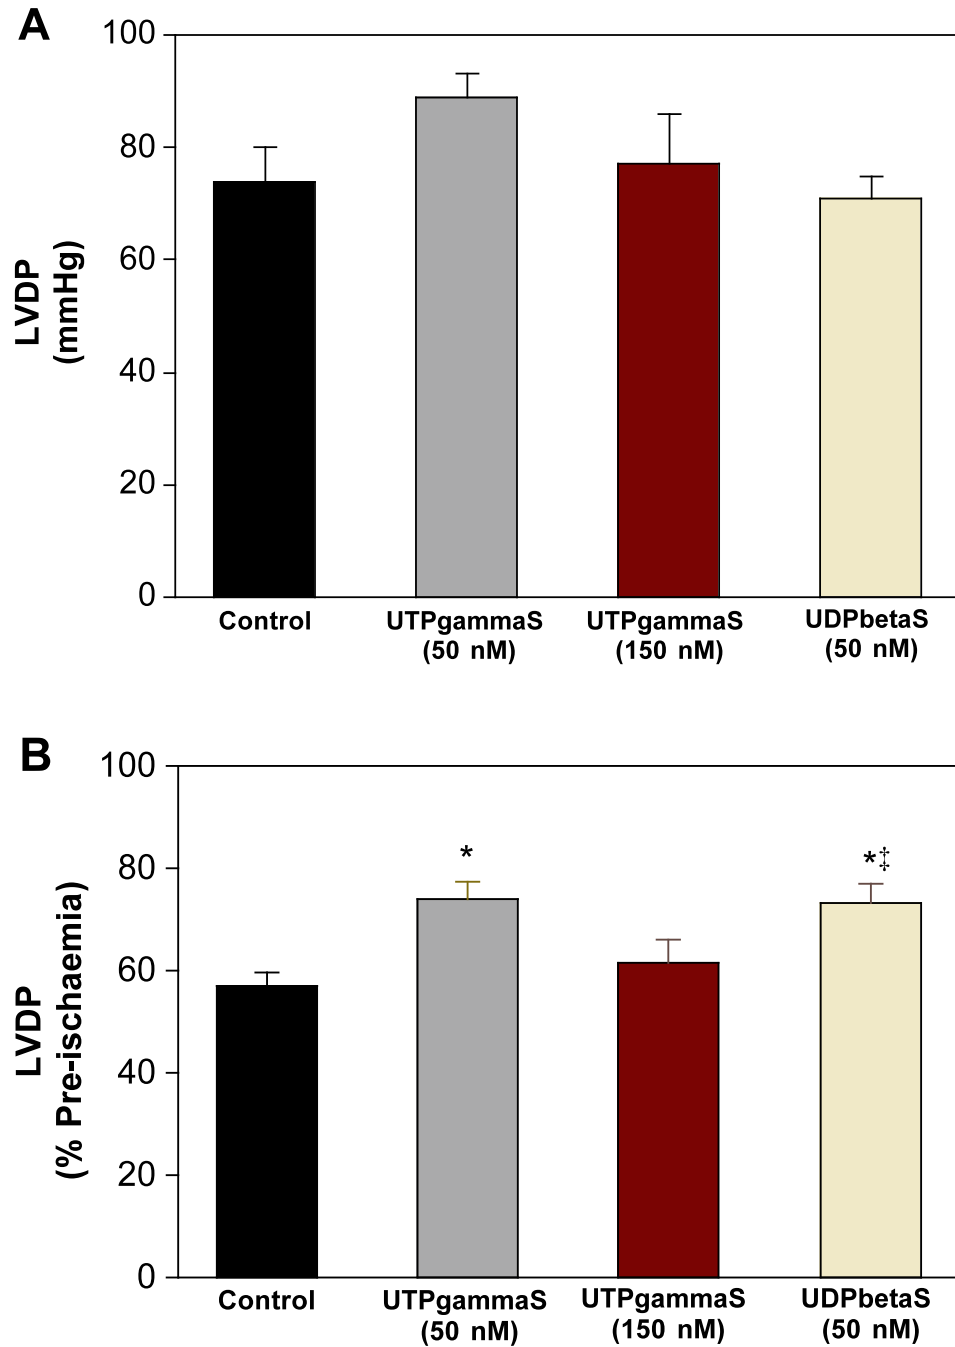 A
100
80
60
40
20
0
LVDP
(mmHg)
Control
UTPgammaS
(50 nM)
UTPgammaS
(150 nM)
UDPbetaS
(50 nM)
B
100
80
60
40
20
0
LVDP
(% Pre-ischaemia)
*
*‡
Control
UTPgammaS
(50 nM)
UTPgammaS
(150 nM)
UDPbetaS
(50 nM)